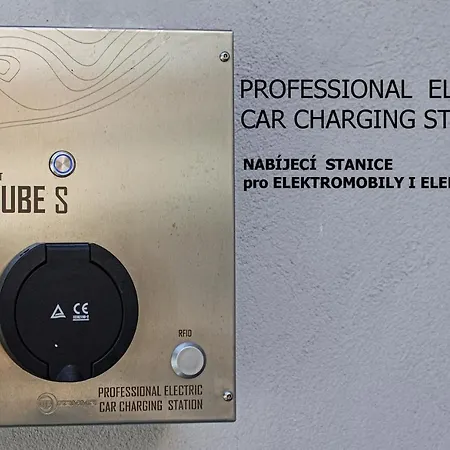 PROFESSIONAL EL
CAR CHARGING ST
NABÍJECÍ STANICE
pro ELEKTROMOBILY I ELE
T
UBE S
CE
RFID
PROFESSIONAL ELECTRIC
CAR CHARGING STATION